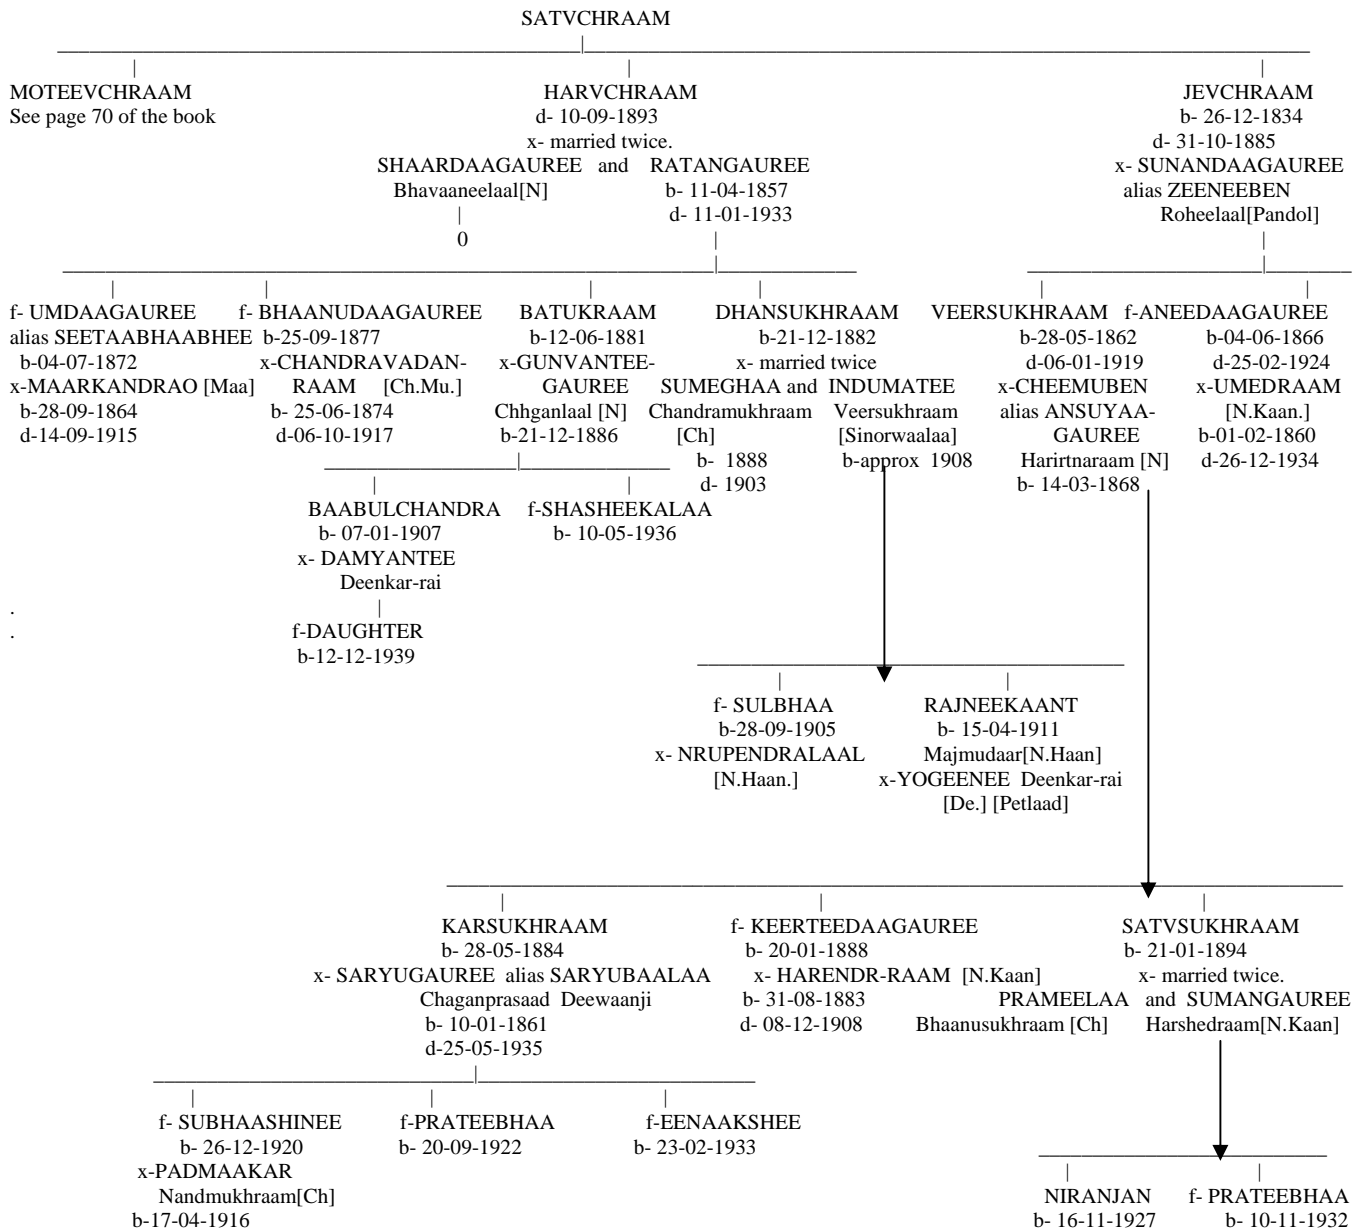 SATVCHRAAM
MOTEEVCHRAAM HARVCHRAAM JEVCHRAAM
See page 70 of the book d- 10-09-1893 b- 26-12-1834
x- married twice. d- 31-10-1885
SHAARDAAGAUREE and RATANGAUREE x- SUNANDAAGAUREE
Bhavaaneelaal[N] b- 11-04-1857 alias ZEENEEBEN
d- 11-01-1933 Roheelaal[Pandol]
0
f- UMDAAGAUREE f- BHAANUDAAGAUREE BATUKRAAM DHANSUKHRAAM VEERSUKHRAAM f-ANEEDAAGAUREE
alias SEETAABHAABHEE b-25-09-1877 b-12-06-1881 b-21-12-1882 b-28-05-1862 b-04-06-1866
b-04-07-1872 x-CHANDRAVADAN- x-GUNVANTEE- x- married twice d-06-01-1919 d-25-02-1924
x-MAARKANDRAO [Maa] RAAM [Ch.Mu.] GAUREE SUMEGHAA and INDUMATEE x-CHEEMUBEN x-UMEDRAAM
b-28-09-1864 b- 25-06-1874 Chhganlaal [N] Chandramukhraam Veersukhraam alias ANSUYAA- [N.Kaan.]
d-14-09-1915 d-06-10-1917 b-21-12-1886 [Ch] [Sinorwaalaa] GAUREE b-01-02-1860
b- 1888 b-approx 1908 Harirtnaraam [N] d-26-12-1934
d- 1903 b- 14-03-1868
BAABULCHANDRA f-SHASHEEKALAA
b- 07-01-1907 b- 10-05-1936
x- DAMYANTEE
Deenkar-rai
.
. f-DAUGHTER
b-12-12-1939
f- SULBHAA RAJNEEKAANT
b-28-09-1905 b- 15-04-1911
x- NRUPENDRALAAL Majmudaar[N.Haan]
[N.Haan.] x-YOGEENEE Deenkar-rai
[De.] [Petlaad]
KARSUKHRAAM f- KEERTEEDAAGAUREE SATVSUKHRAAM
b- 28-05-1884 b- 20-01-1888 b- 21-01-1894
x- SARYUGAUREE alias SARYUBAALAA x- HARENDR-RAAM [N.Kaan] x- married twice.
Chaganprasaad Deewaanji b- 31-08-1883 PRAMEELAA and SUMANGAUREE
b- 10-01-1861 d- 08-12-1908 Bhaanusukhraam [Ch] Harshedraam[N.Kaan]
d-25-05-1935
f- SUBHAASHINEE f-PRATEEBHAA f-EENAAKSHEE
b- 26-12-1920 b- 20-09-1922 b- 23-02-1933
x-PADMAAKAR
Nandmukhraam[Ch] NIRANJAN f- PRATEEBHAA
b-17-04-1916 b- 16-11-1927 b- 10-11-1932